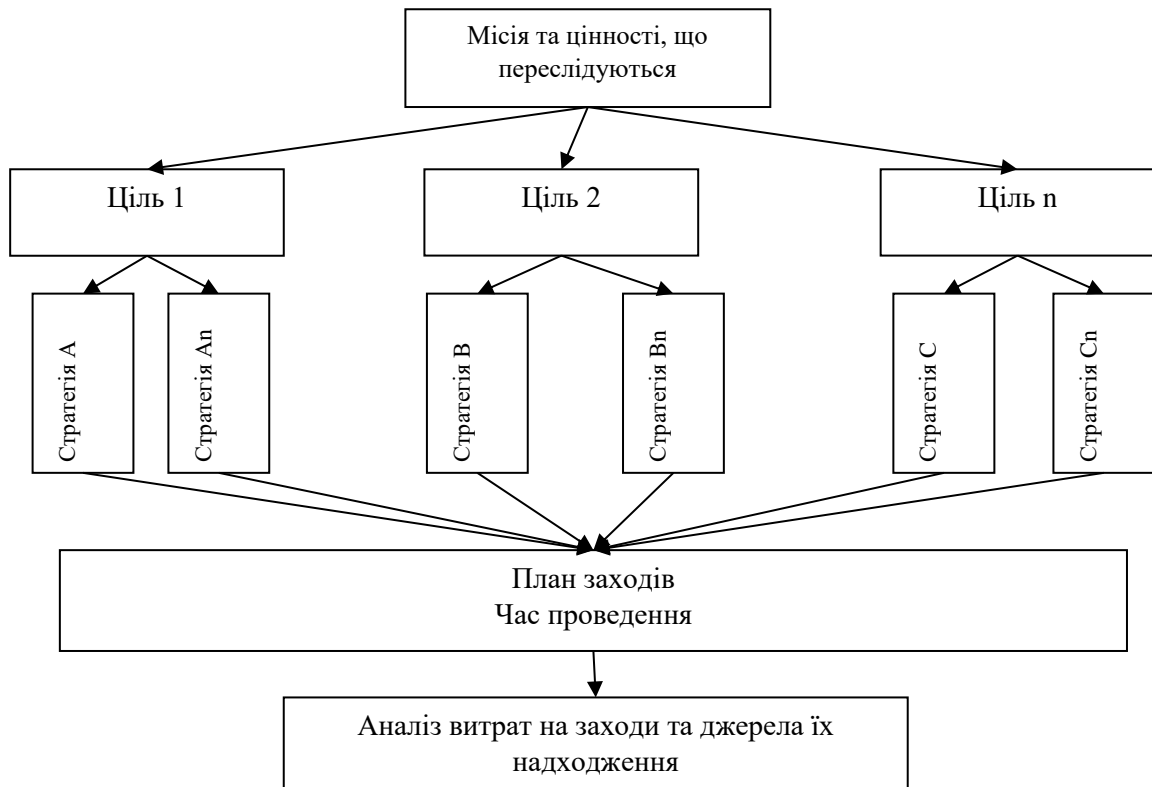 Місія та цінності, що
переслідуються
Ціль 1
Ціль 2
Ціль n
Стратегія А
Стратегія Аn
Стратегія В
Стратегія Вn
Стратегія С
Стратегія Сn
План заходів
Час проведення
Аналіз витрат на заходи та джерела їх
надходження